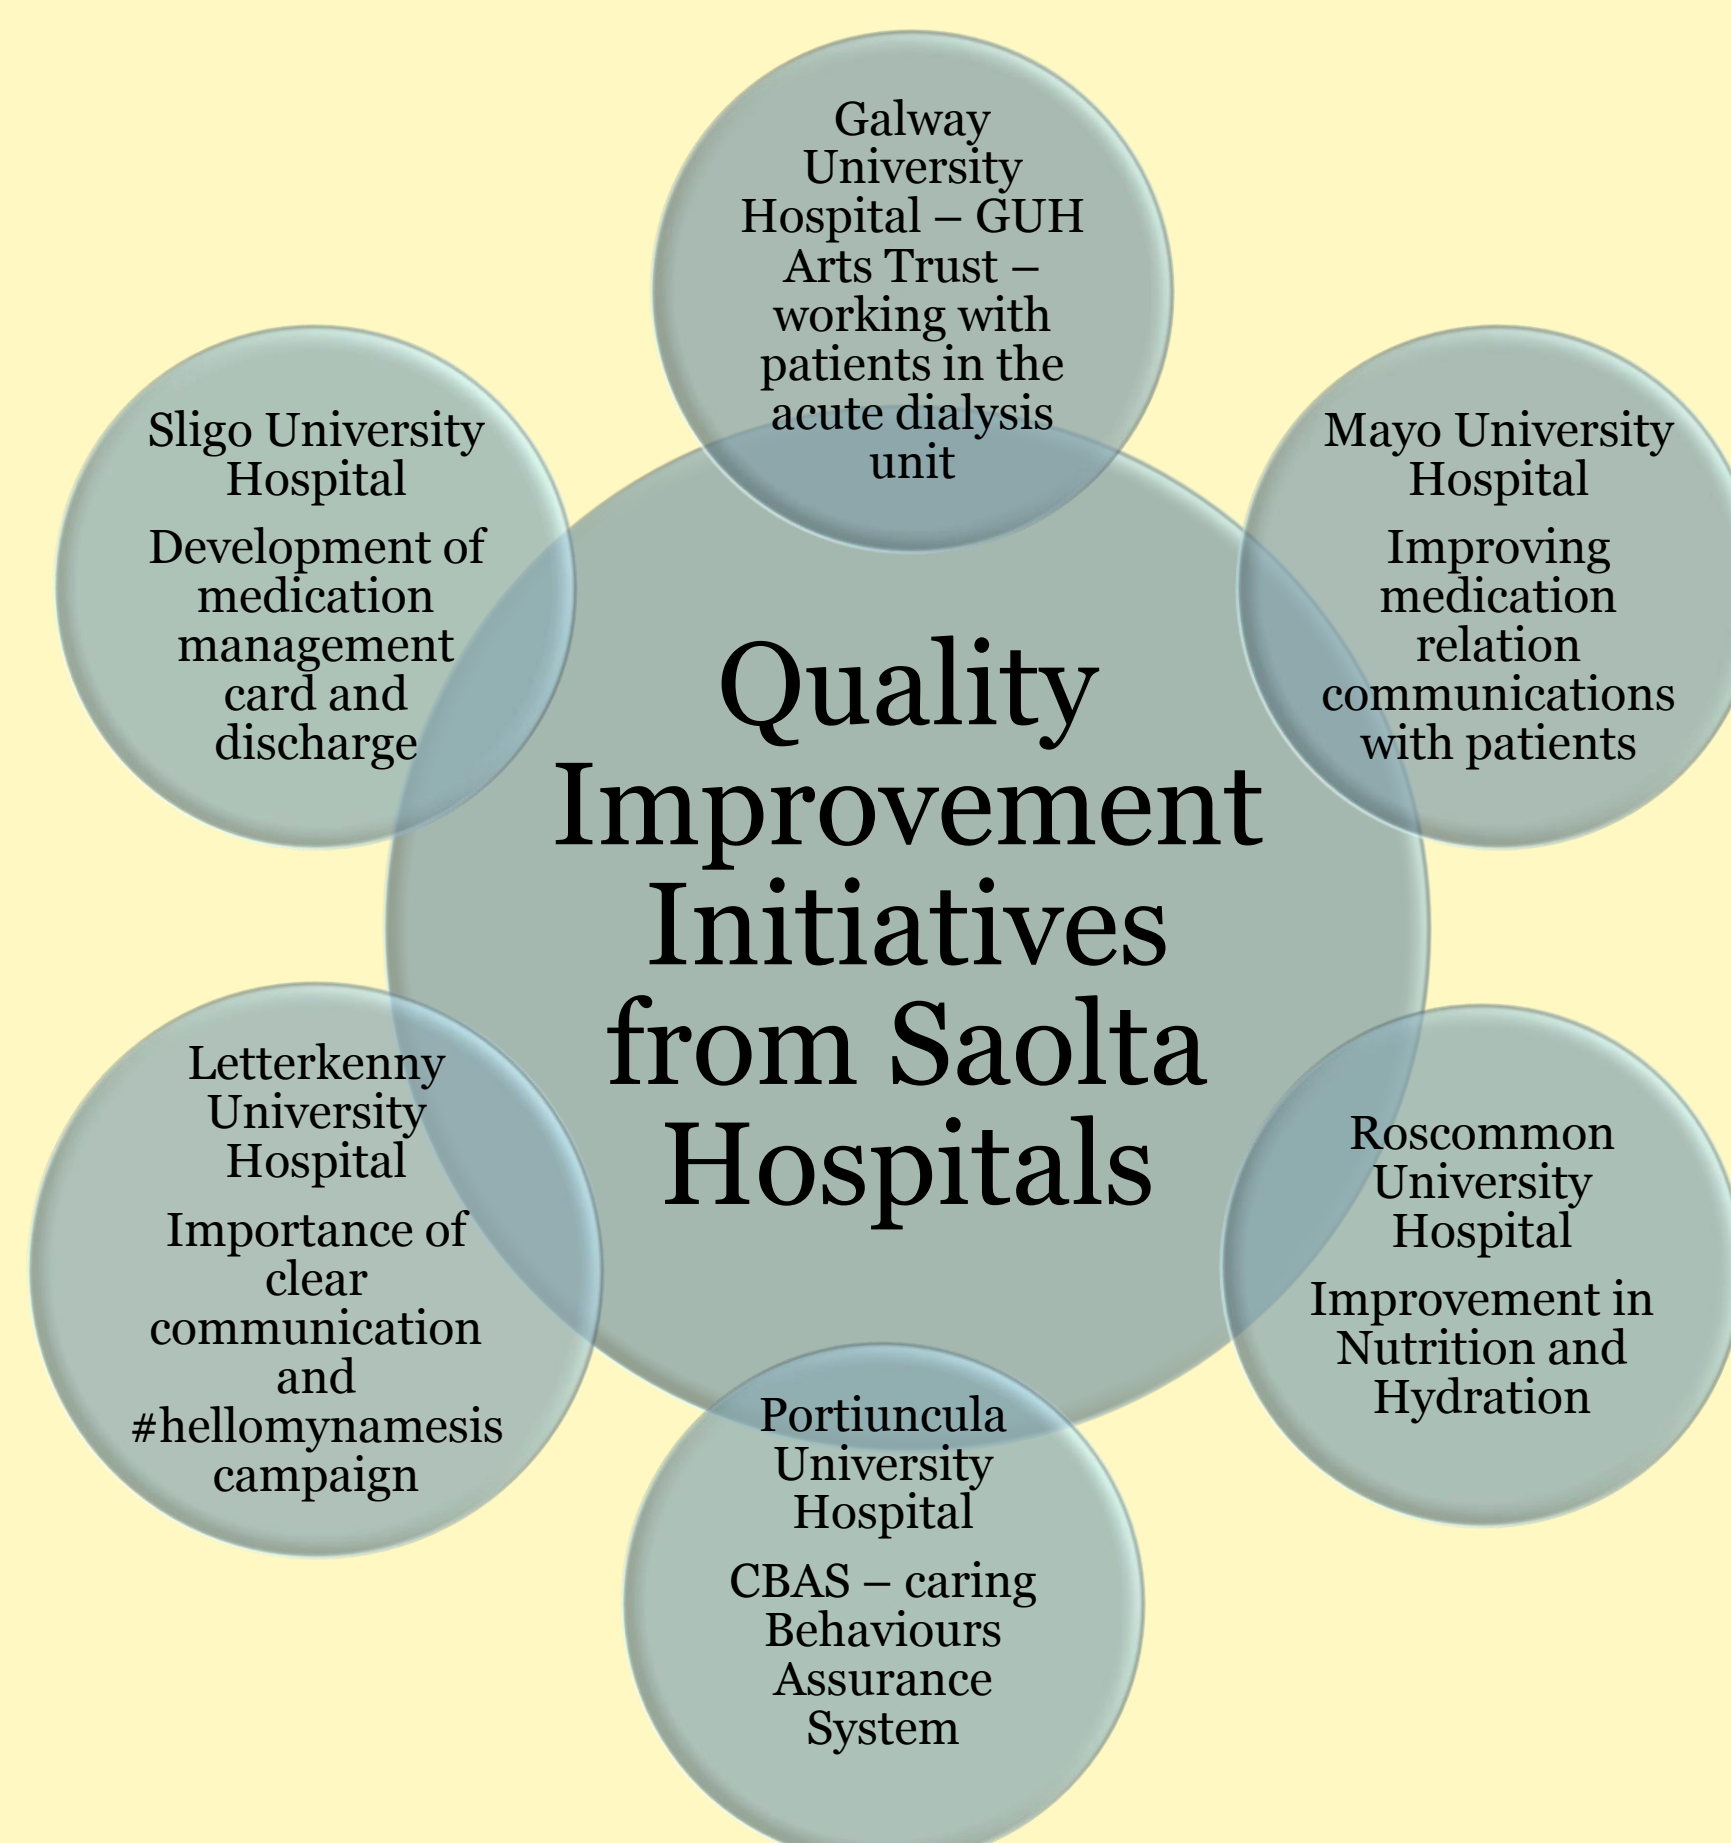 Galway
University
Hospital – GUH
Arts Trust –
working with
patients in the
acute dialysis
unit
Sligo University
Hospital
Development of
medication
management
card and
discharge
Mayo University
Hospital
Improving
medication
relation
communications
with patients
Quality
Improvement
Initiatives
from Saolta
Hospitals
Letterkenny
University
Hospital
Importance of
clear
communication
and
#hellomynamesis
campaign
Roscommon
University
Hospital
Improvement in
Nutrition and
Hydration
Portiuncula
University
Hospital
CBAS – caring
Behaviours
Assurance
System